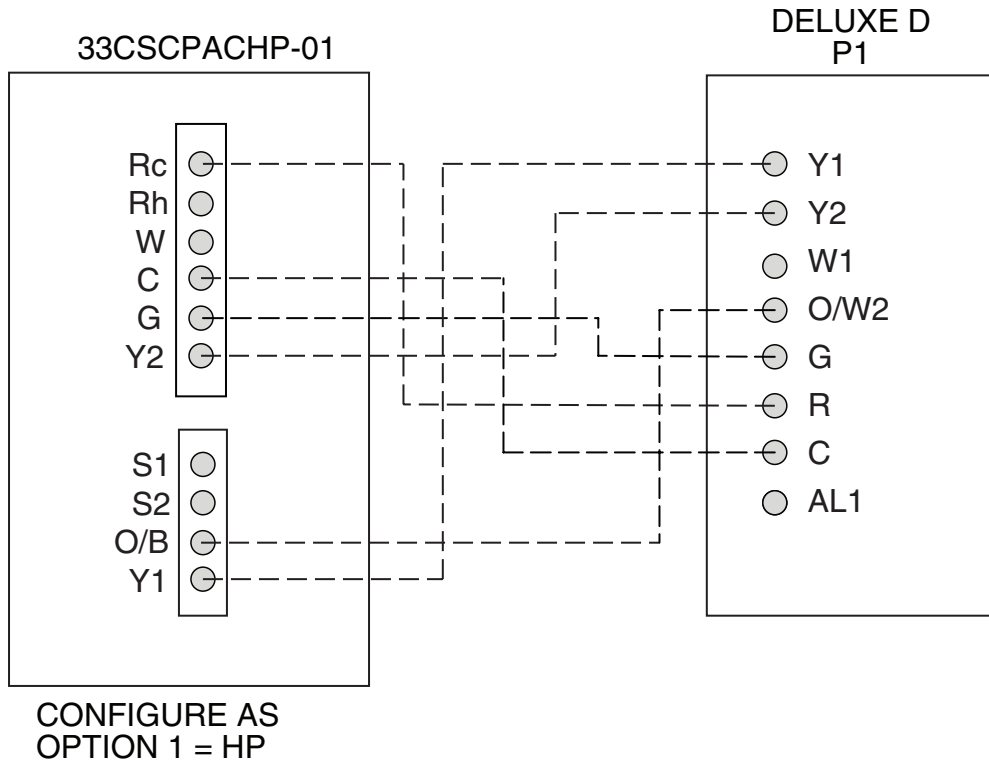 33CSCPACHP-01
Rc
Rh
W
C
G
Y2
S1
S2
O/B
Y1
CONFIGURE AS
OPTION 1 = HP
DELUXE D
P1
Y1
Y2
W1
O/W2
G
R
C
AL1